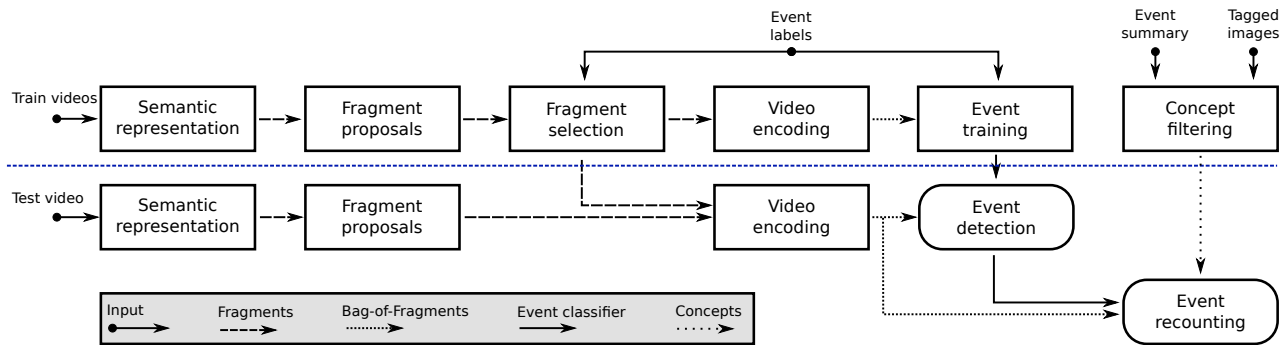 Event
labels
Event
summary
Tagged
images
Train videos
Semantic
representation
Fragment
proposals
Fragment
selection
Video
encoding
Event
training
Concept
filtering
Test video
Semantic
representation
Fragment
proposals
Video
encoding
Event
detection
Event
recounting
Input
Fragments
Bag-of-Fragments
Event classifier
Concepts